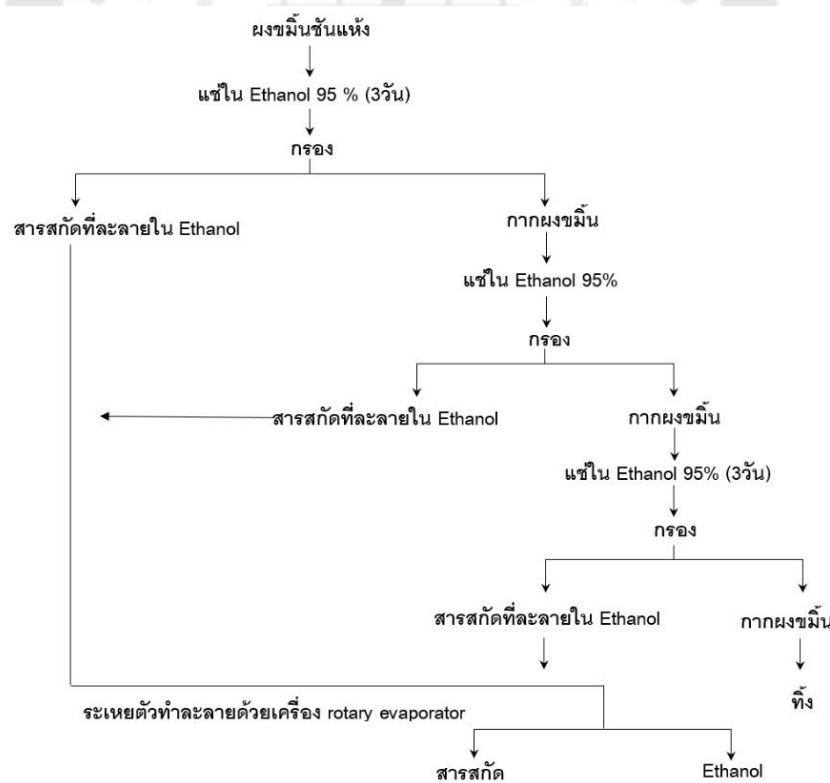 ผงขมิ้นชันแห้ง
แช่ใน Ethanol 95 % (3วัน)
กรอง
สารสกัดที่ละลายใน Ethanol
กากผงขมิ้น
แช่ใน Ethanol 95%
กรอง
สารสกัดที่ละลายใน Ethanol
กากผงขมิ้น
แช่ใน Ethanol 95% (3วัน)
กรอง
สารสกัดที่ละลายใน Ethanol
กากผงขมิ้น
ทิ้ง
ระเหยตัวทำละลายด้วยเครื่อง rotary evaporator
สารสกัด
Ethanol